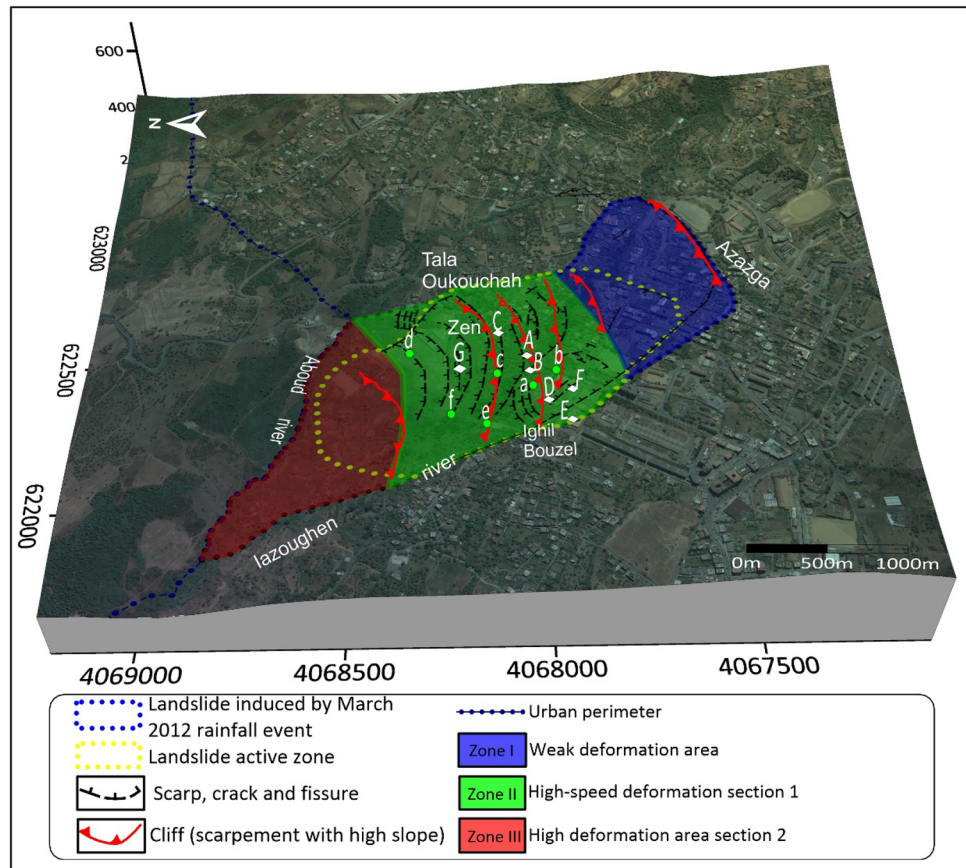 600
400
2
N
623000
622500
622000
Azazga
Tala
Oukouchah
Zen
C
d
G
A
c
B
b
a
F
D
f
e
E
Ighil
Bouzel
Aboud
river
river
Iazoughen
0m 500m 1000m
4069000 4068500 4068000 4067500
Landslide induced by March
2012 rainfall event
Landslide active zone
Scarp, crack and fissure
Cliff (scarpement with high slope)
Urban perimeter
Zone I Weak deformation area
Zone II High-speed deformation section 1
Zone III High deformation area section 2